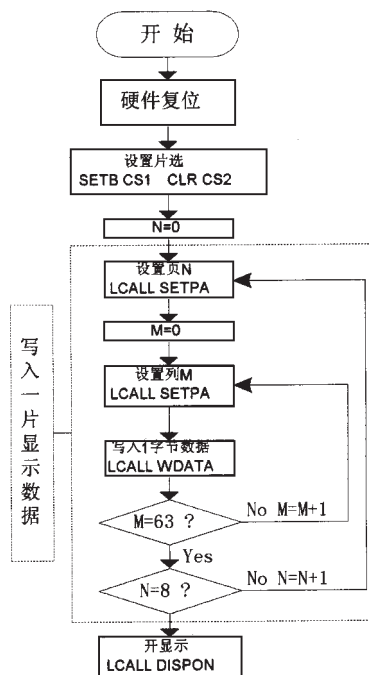 开 始
硬件复位
设置片选
SETB CS1 CLR CS2
N=0
设置页N
LCALL SETPA
M=0
设置列M
LCALL SETPA
写入1字节数据
LCALL WDATA
M=63 ?
No M=M+1
Yes
N=8 ?
No N=N+1
开显示
LCALL DISPON
写
入
一
片
显
示
数
据